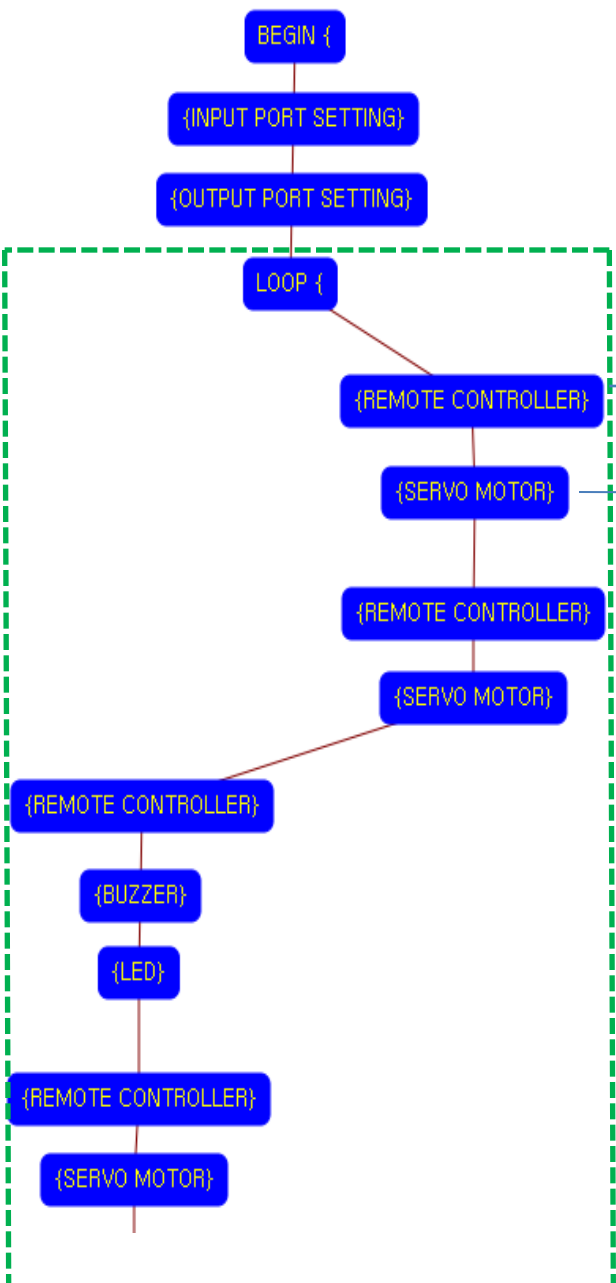 BEGIN {
{INPUT PORT SETTING}
{OUTPUT PORT SETTING}
LOOP {
{REMOTE CONTROLLER}
{SERVO MOTOR}
{REMOTE CONTROLLER}
{SERVO MOTOR}
{REMOTE CONTROLLER}
{BUZZER}
{LED}
{REMOTE CONTROLLER}
{SERVO MOTOR}